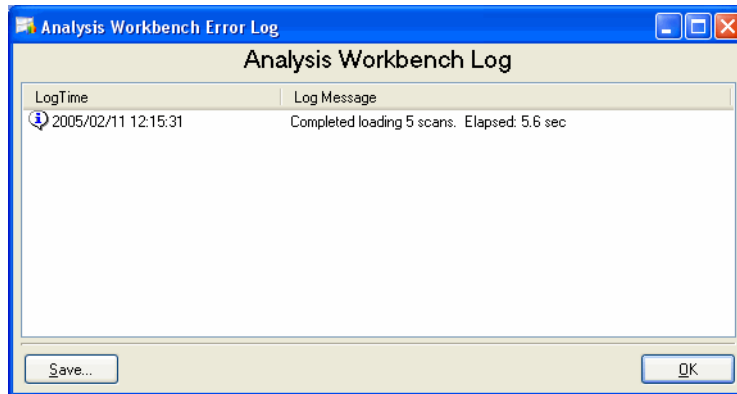 Analysis Workbench Error Log
Analysis Workbench Log
LogTime Log Message
2005/02/11 12:15:31 Completed loading 5 scans. Elapsed: 5.6 sec
Save... OK